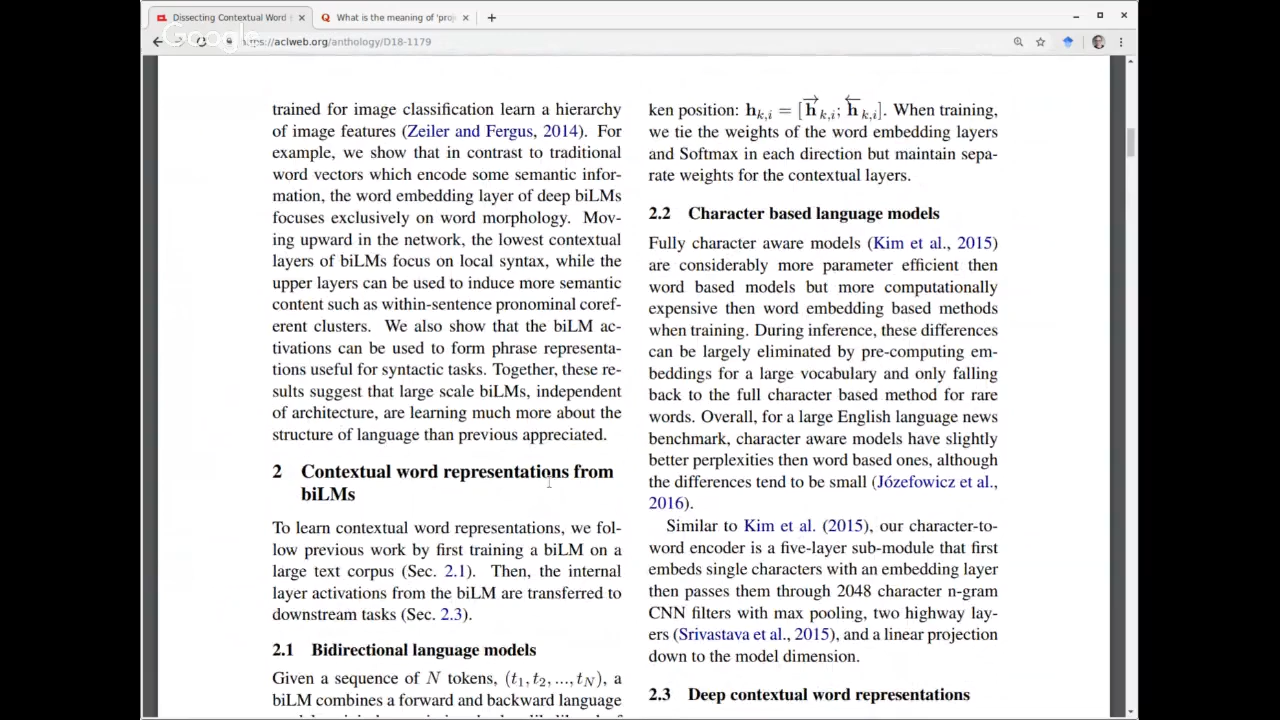 Dissecting Contextual Word
What is the meaning of 'proj
Google
https://aclweb.org/anthology/D18-1179
trained for image classification learn a hierarchy
of image features (Zeiler and Fergus, 2014). For
example, we show that in contrast to traditional
word vectors which encode some semantic infor-
mation, the word embedding layer of deep biLMs
focuses exclusively on word morphology. Mov-
ing upward in the network, the lowest contextual
layers of biLMs focus on local syntax, while the
upper layers can be used to induce more semantic
content such as within-sentence pronominal coref-
erent clusters. We also show that the biLM ac-
tivations can be used to form phrase representa-
tions useful for syntactic tasks. Together, these re-
sults suggest that large scale biLMs, independent
of architecture, are learning much more about the
structure of language than previous appreciated.
2 Contextual word representations from
biLMs
To learn contextual word representations, we fol-
low previous work by first training a biLM on a
large text corpus (Sec. 2.1). Then, the internal
layer activations from the biLM are transferred to
downstream tasks (Sec. 2.3).
2.1 Bidirectional language models
Given a sequence of N tokens, (t₁, t₂, ..., t_N), a
biLM combines a forward and backward language
ken position: h_{k,i} = [→h_{k,i}; ←h_{k,i}]. When training,
we tie the weights of the word embedding layers
and Softmax in each direction but maintain sepa-
rate weights for the contextual layers.
2.2 Character based language models
Fully character aware models (Kim et al., 2015)
are considerably more parameter efficient then
word based models but more computationally
expensive then word embedding based methods
when training. During inference, these differences
can be largely eliminated by pre-computing em-
beddings for a large vocabulary and only falling
back to the full character based method for rare
words. Overall, for a large English language news
benchmark, character aware models have slightly
better perplexities then word based ones, although
the differences tend to be small (Józefowicz et al.,
2016).
Similar to Kim et al. (2015), our character-to-
word encoder is a five-layer sub-module that first
embeds single characters with an embedding layer
then passes them through 2048 character n-gram
CNN filters with max pooling, two highway lay-
ers (Srivastava et al., 2015), and a linear projection
down to the model dimension.
2.3 Deep contextual word representations